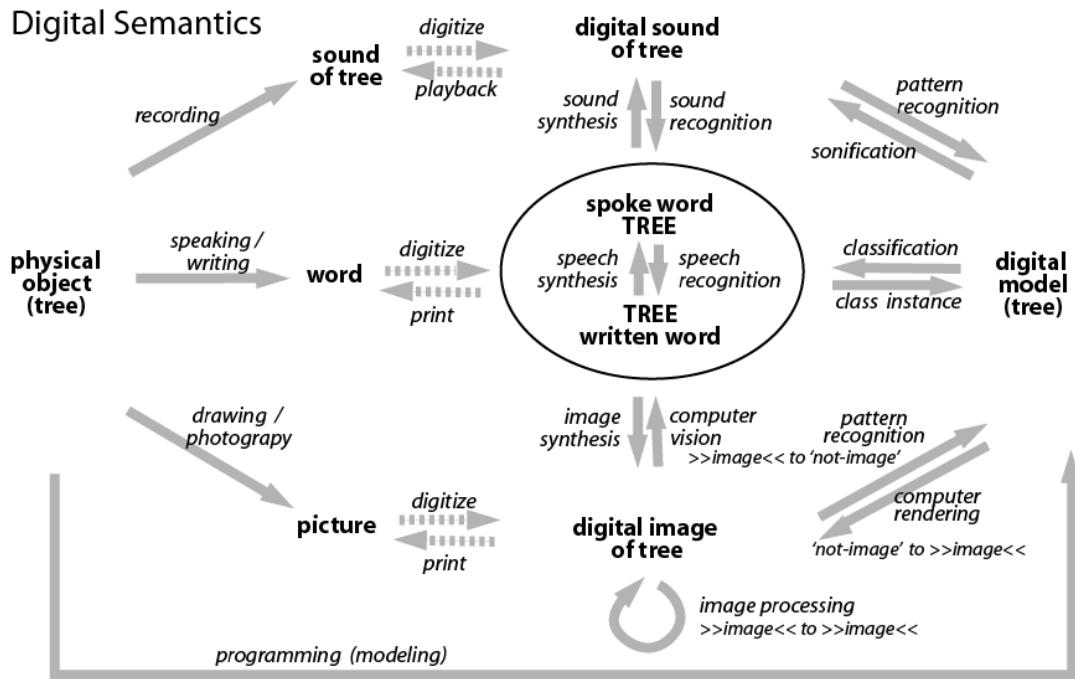 Digital Semantics
sound
of tree
digitize
playback
digital sound
of tree
recording
sound
synthesis
sound
recognition
pattern
recognition
sonification
physical
object
(tree)
speaking /
writing
word
digitize
print
spoke word
TREE
speech
synthesis
speech
recognition
TREE
written word
classification
class instance
digital
model
(tree)
drawing /
photograpy
image
synthesis
computer
vision
>>image<< to 'not-image'
pattern
recognition
computer
rendering
'not-image' to >>image<<
picture
digitize
print
digital image
of tree
image processing
>>image<< to >>image<<
programming (modeling)